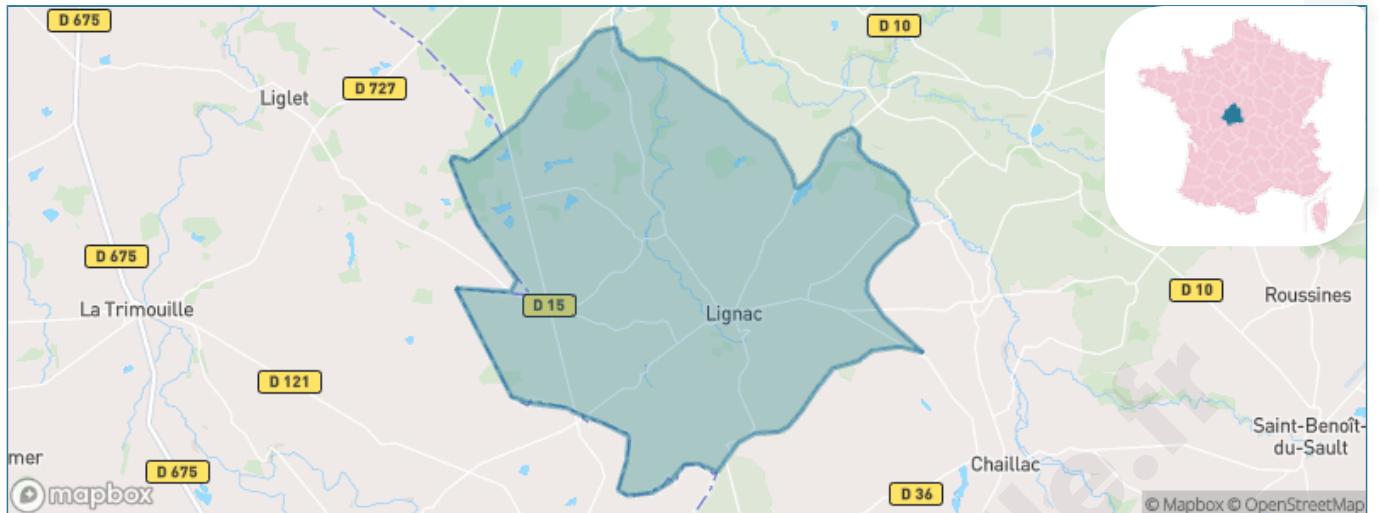 D 675
D 10
D 727
Liglet
D 675
La Trimouille
D 15
Lignac
D 10
Roussines
D 121
mer
D 675
Chaillac
Saint-Benoît-
du-Sault
D 36
mapbox
© Mapbox © OpenStreetMap